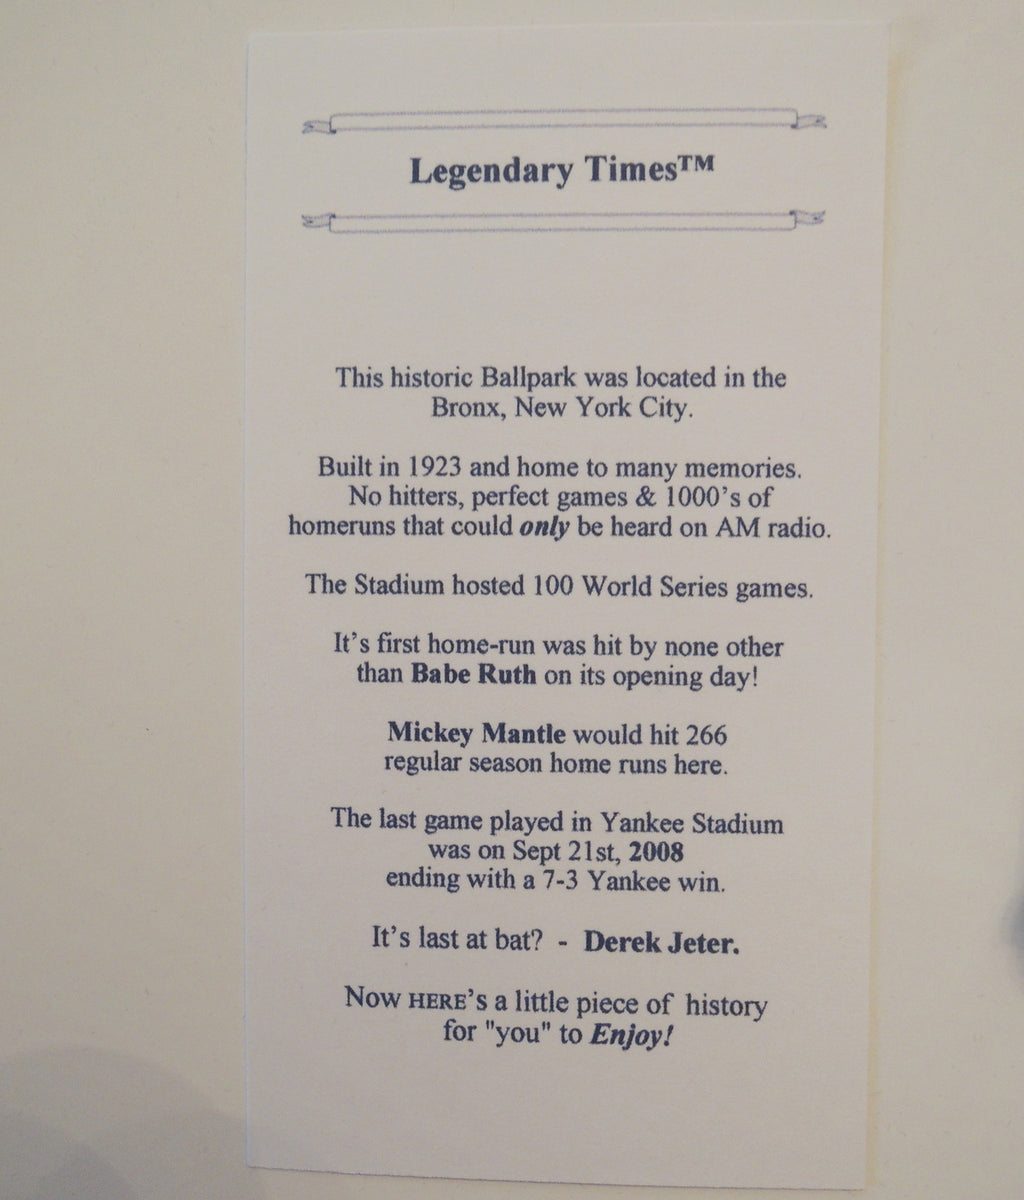 Legendary Times™
This historic Ballpark was located in the
Bronx, New York City.
Built in 1923 and home to many memories.
No hitters, perfect games & 1000's of
homeruns that could only be heard on AM radio.
The Stadium hosted 100 World Series games.
It's first home-run was hit by none other
than Babe Ruth on its opening day!
Mickey Mantle would hit 266
regular season home runs here.
The last game played in Yankee Stadium
was on Sept 21st, 2008
ending with a 7-3 Yankee win.
It's last at bat? - Derek Jeter.
Now HERE's a little piece of history
for "you" to Enjoy!